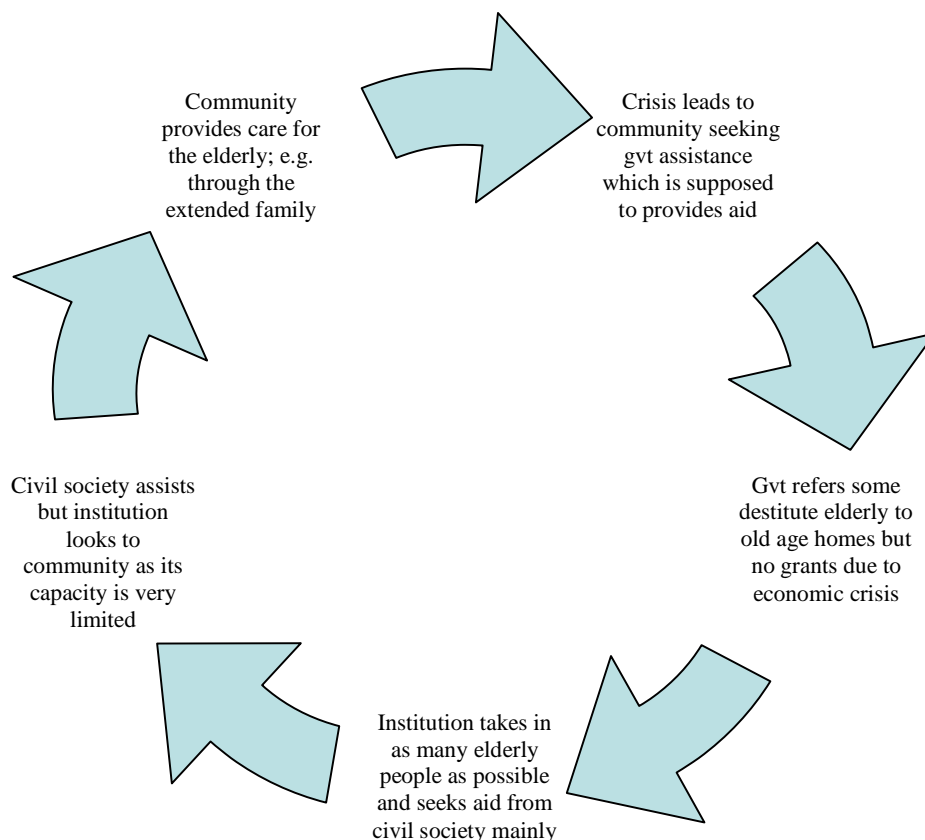 Community
provides care for
the elderly; e.g.
through the
extended family
Crisis leads to
community seeking
gvt assistance
which is supposed
to provides aid
Gvt refers some
destitute elderly to
old age homes but
no grants due to
economic crisis
Institution takes in
as many elderly
people as possible
and seeks aid from
civil society mainly
Civil society assists
but institution
looks to
community as its
capacity is very
limited